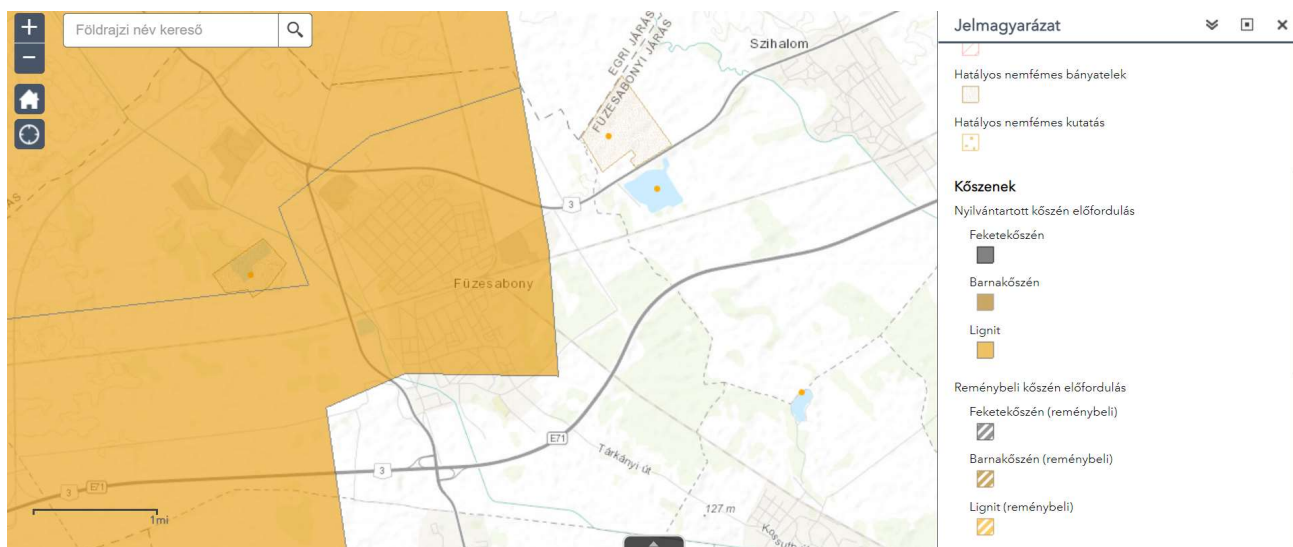 +
Földrajzi név kereső
−
EGRI JÁRÁS
FÜZESABONYI JÁRÁS
Szihalom
3
ÁS
Füzesabony
E71
Tárkányi út
3
3
E71
1mi
127 m
Kossuth
Jelmagyarázat
Hatályos nemfémes bányatelek
Hatályos nemfémes kutatás
Kőszenek
Nyilvántartott kőszén előfordulás
Feketekőszén
Barnakőszén
Lignit
Reménybeli kőszén előfordulás
Feketekőszén (reménybeli)
Barnakőszén (reménybeli)
Lignit (reménybeli)